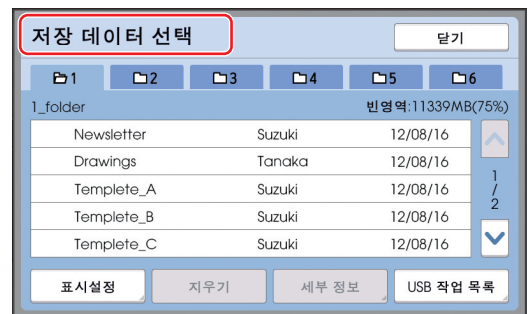 저장 데이터 선택 닫기
1 2 3 4 5 6
1_folder 빈영역:11339MB(75%)
Newsletter Suzuki 12/08/16
Drawings Tanaka 12/08/16
Templete_A Suzuki 12/08/16
Templete_B Suzuki 12/08/16
Templete_C Suzuki 12/08/16
1
/
2
표시설정 지우기 세부 정보 USB 작업 목록